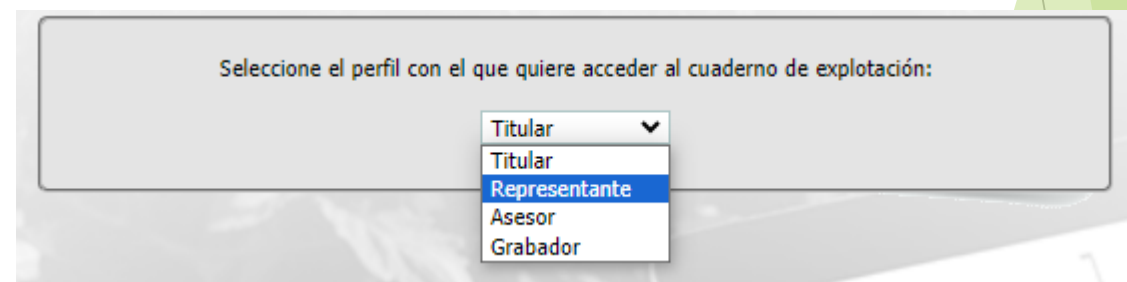 Seleccione el perfil con el que quiere acceder al cuaderno de explotación:
Titular
Titular
Representante
Asesor
Grabador